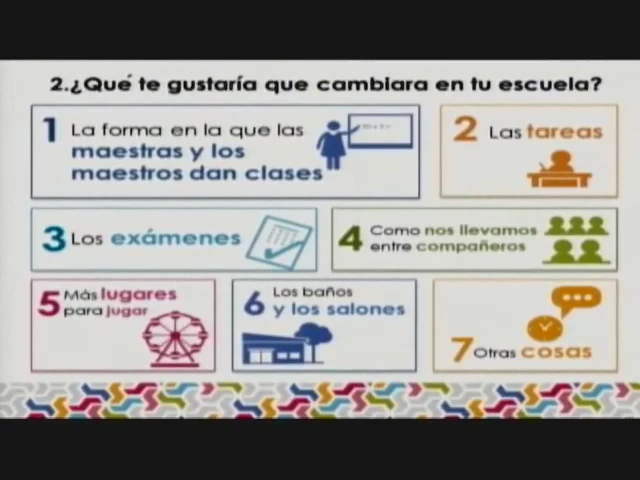 2.¿Qué te gustaría que cambiara en tu escuela?
1 La forma en la que las
maestras y los
maestros dan clases
2 Las tareas
3 Los exámenes
4 Como nos llevamos
entre compañeros
5 Más lugares
para jugar
6 Los baños
y los salones
7 Otras cosas